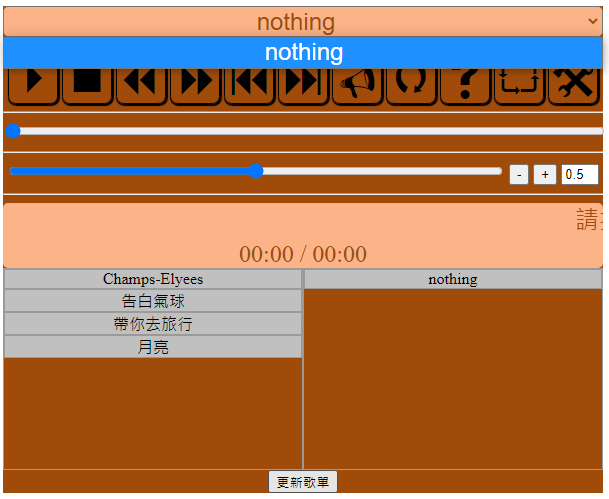 nothing
nothing
- + 0.5
請
00:00 / 00:00
Champs-Elyees nothing
告白氣球
帶你去旅行
月亮
更新歌單